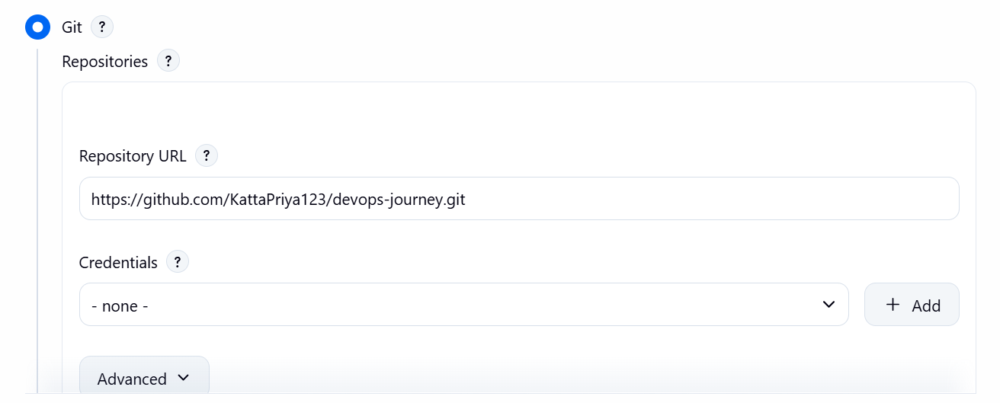 Git ?
Repositories ?
Repository URL ?
https://github.com/KattaPriya123/devops-journey.git
Credentials ?
- none -
+ Add
Advanced